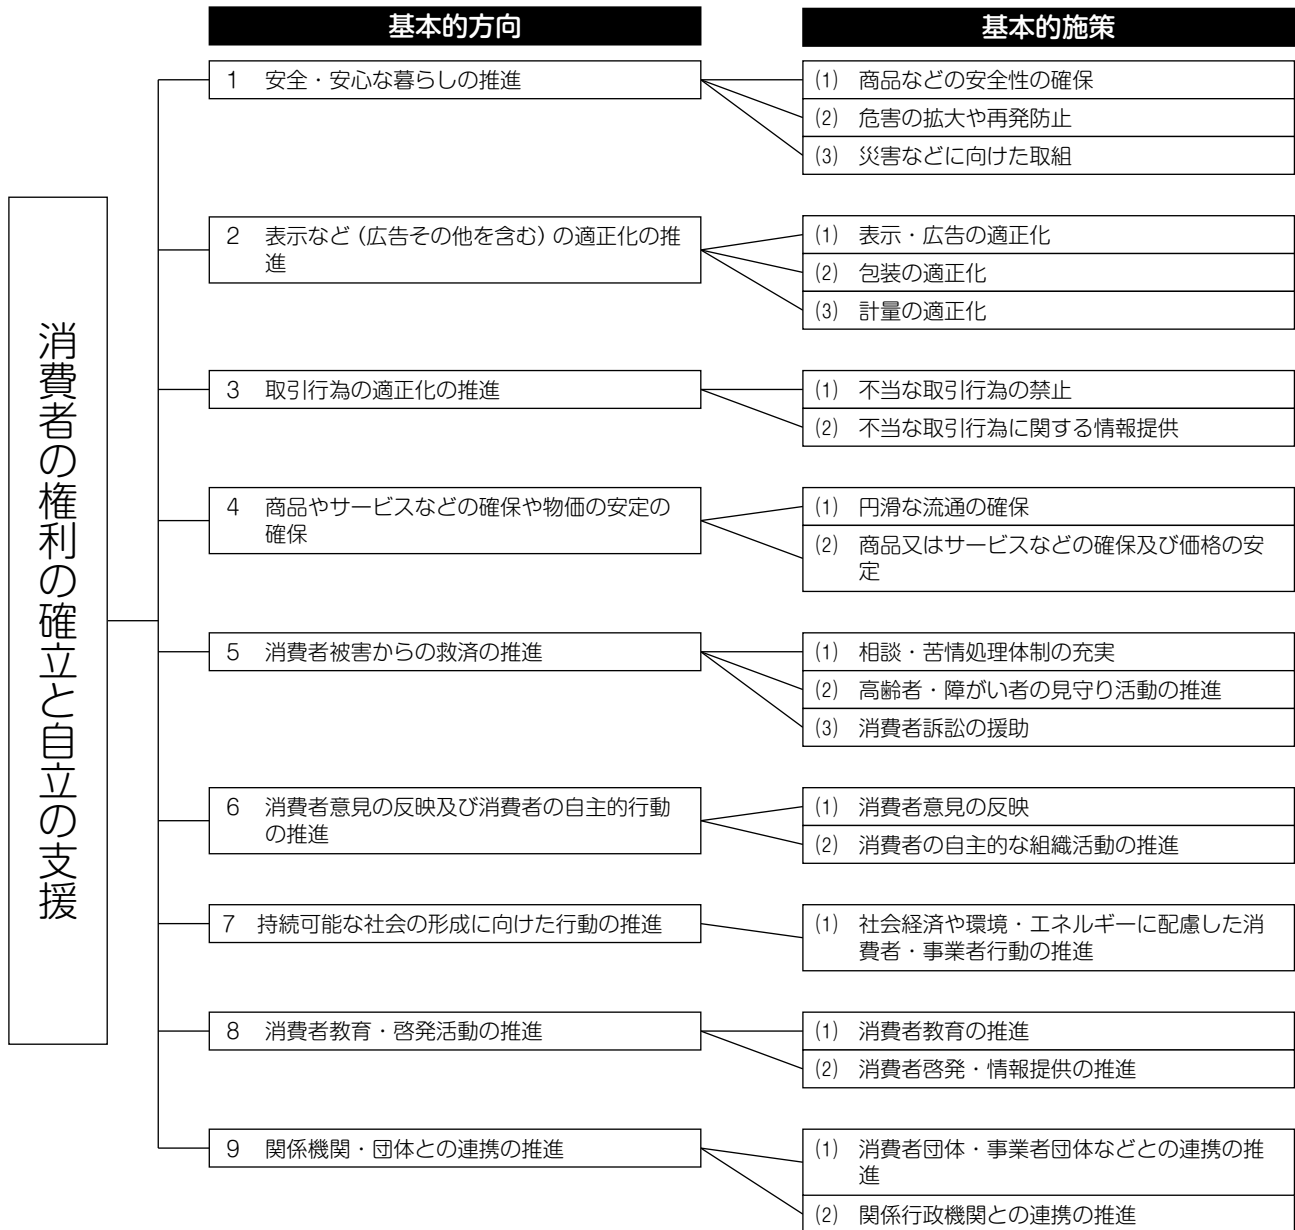 基本的方向
基本的施策
消費者の権利の確立と自立の支援
1 安全・安心な暮らしの推進
(1) 商品などの安全性の確保
(2) 危害の拡大や再発防止
(3) 災害などに向けた取組
2 表示など（広告その他を含む）の適正化の推
進
(1) 表示・広告の適正化
(2) 包装の適正化
(3) 計量の適正化
3 取引行為の適正化の推進
(1) 不当な取引行為の禁止
(2) 不当な取引行為に関する情報提供
4 商品やサービスなどの確保や物価の安定の
確保
(1) 円滑な流通の確保
(2) 商品又はサービスなどの確保及び価格の安
定
5 消費者被害からの救済の推進
(1) 相談・苦情処理体制の充実
(2) 高齢者・障がい者の見守り活動の推進
(3) 消費者訴訟の援助
6 消費者意見の反映及び消費者の自主的行動
の推進
(1) 消費者意見の反映
(2) 消費者の自主的な組織活動の推進
7 持続可能な社会の形成に向けた行動の推進
(1) 社会経済や環境・エネルギーに配慮した消
費者・事業者行動の推進
8 消費者教育・啓発活動の推進
(1) 消費者教育の推進
(2) 消費者啓発・情報提供の推進
9 関係機関・団体との連携の推進
(1) 消費者団体・事業者団体などとの連携の推
進
(2) 関係行政機関との連携の推進